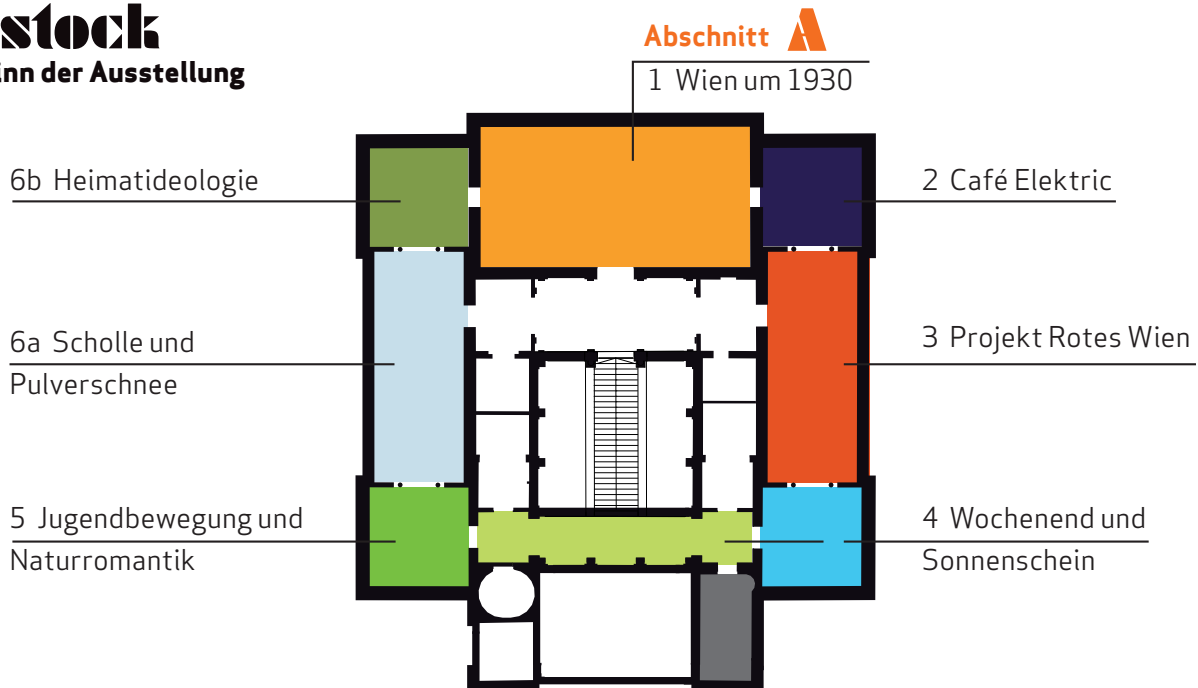 stock
inn der Ausstellung
Abschnitt A
1 Wien um 1930
6b Heimatideologie
2 Café Elektric
6a Scholle und
Pulverschnee
3 Projekt Rotes Wien
5 Jugendbewegung und
Naturromantik
4 Wochenend und
Sonnenschein